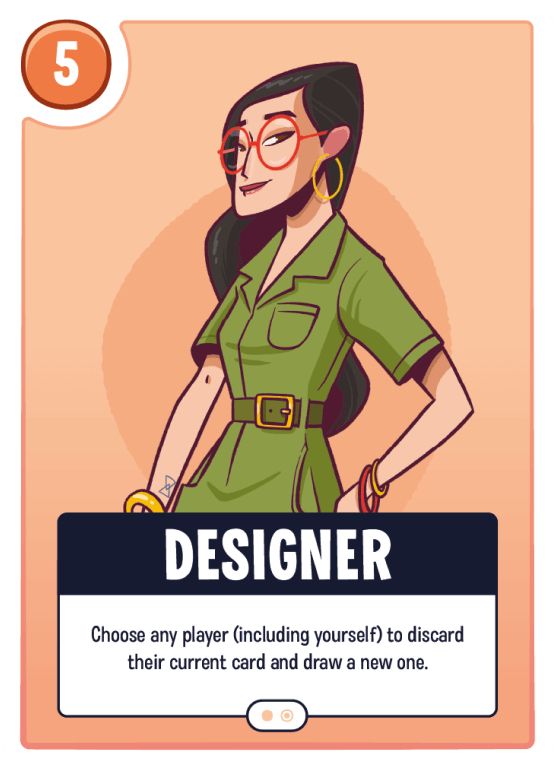 5
DESIGNER
Choose any player (including yourself) to discard
their current card and draw a new one.